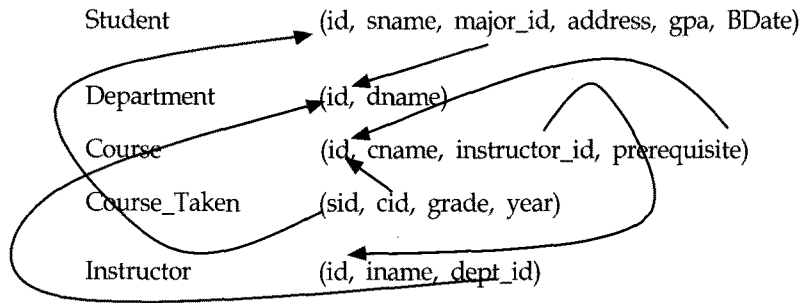 Student (id, sname, major_id, address, gpa, BDate)
Department (id, dname)
Course (id, cname, instructor_id, prerequisite)
Course_Taken (sid, cid, grade, year)
Instructor (id, iname, dept_id)